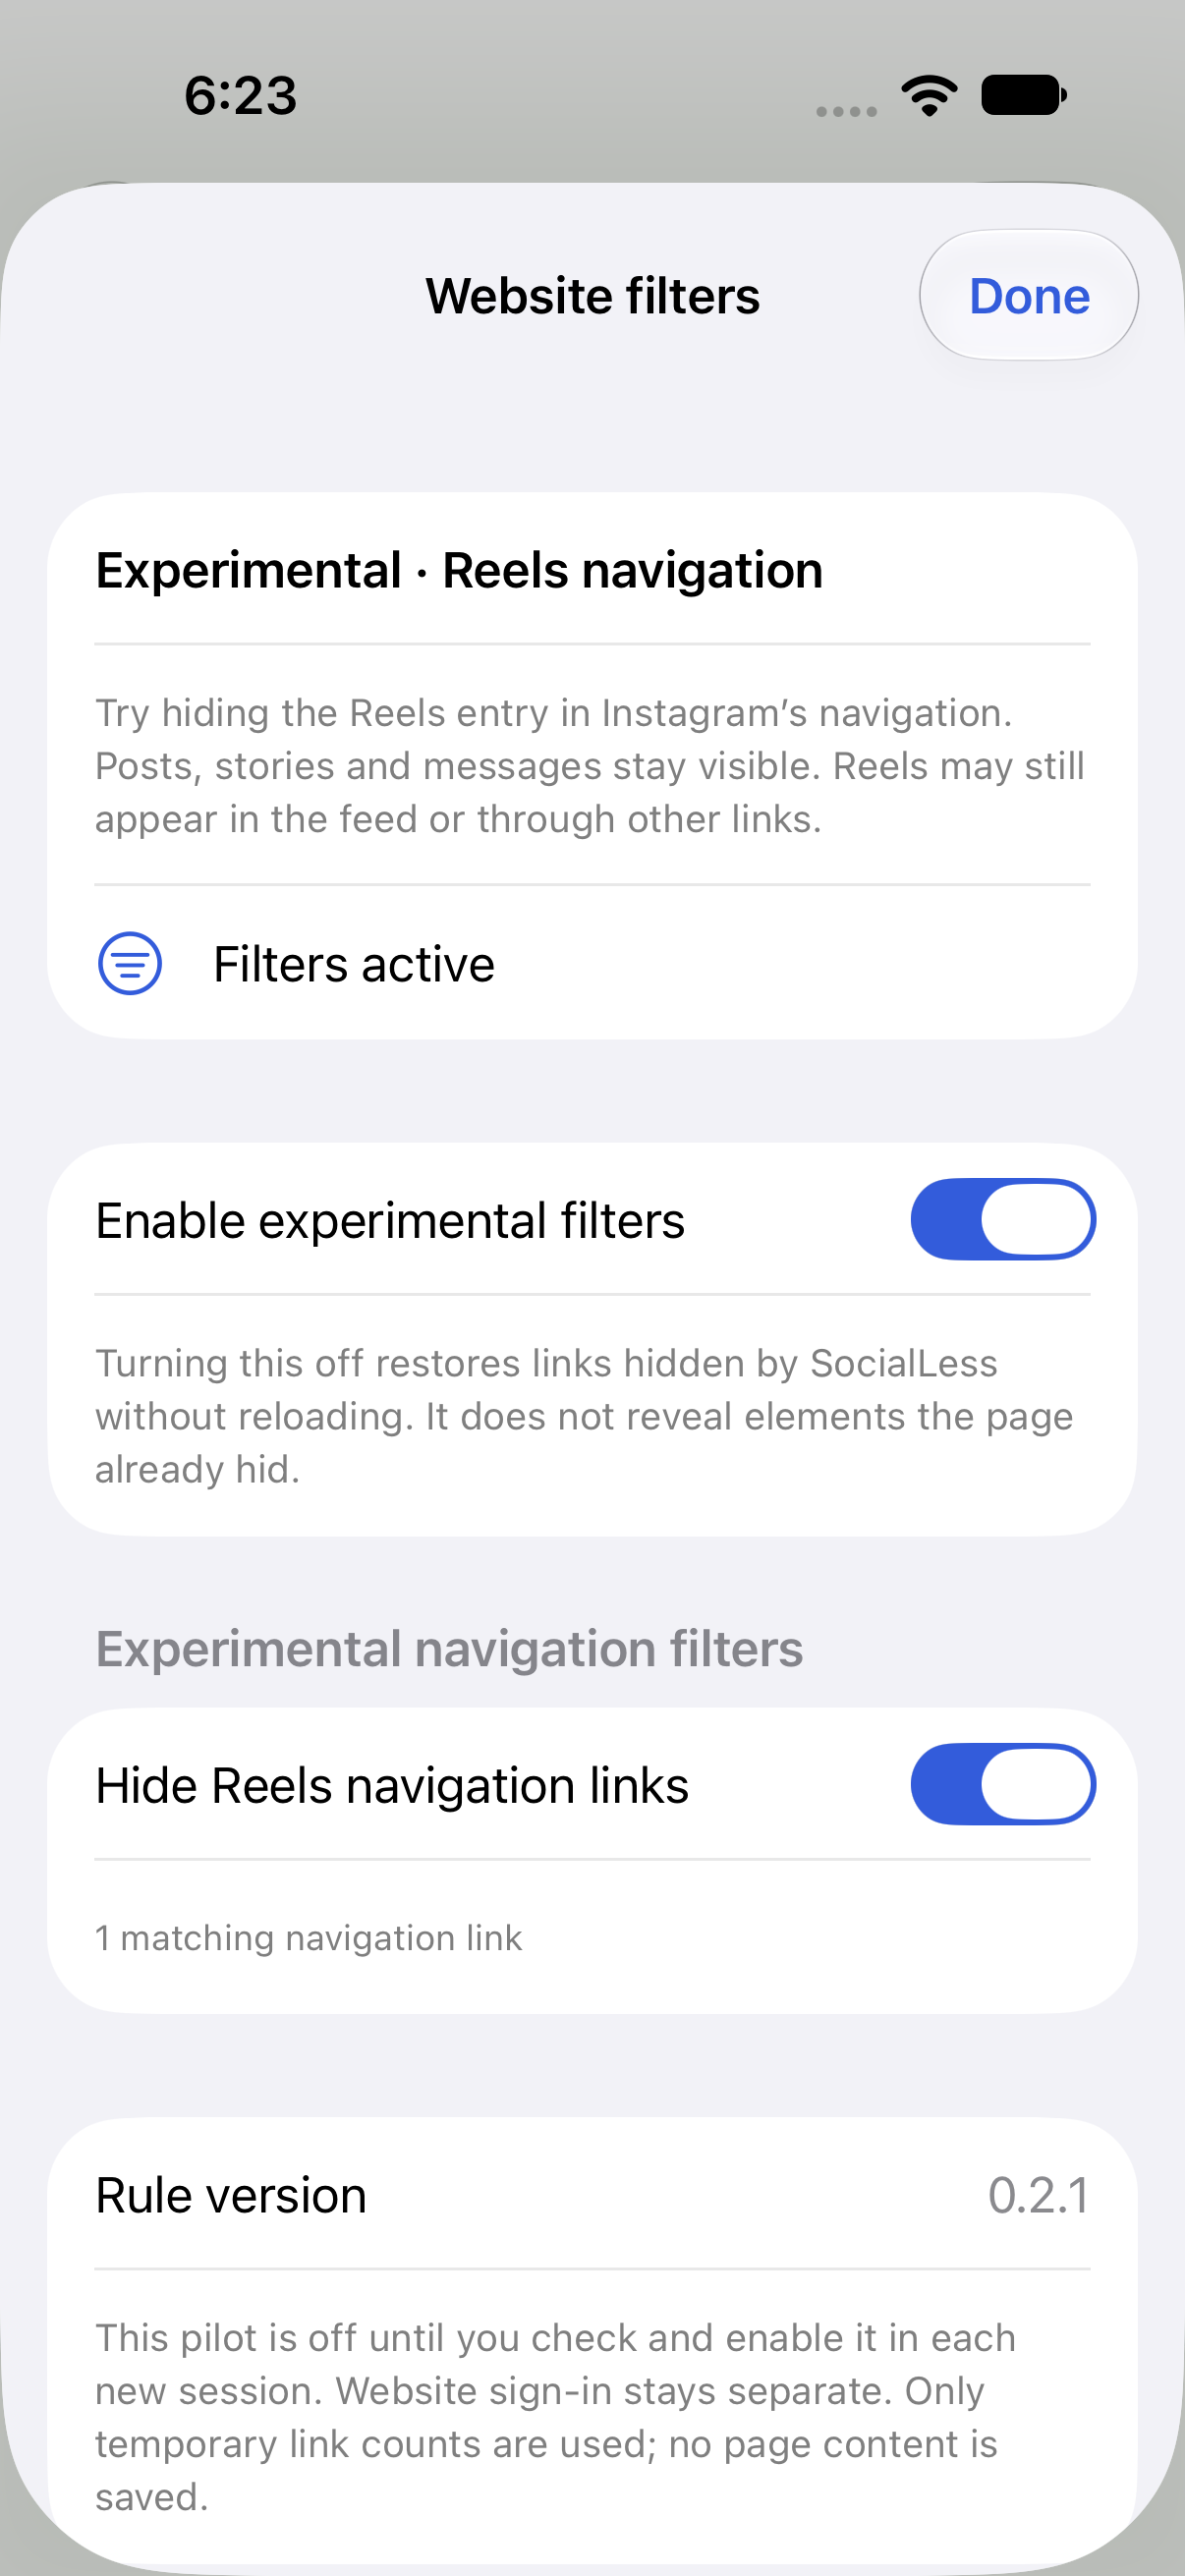 6:23
Website filters
Done
Experimental · Reels navigation
Try hiding the Reels entry in Instagram’s navigation.
Posts, stories and messages stay visible. Reels may still
appear in the feed or through other links.
Filters active
Enable experimental filters
Turning this off restores links hidden by SocialLess
without reloading. It does not reveal elements the page
already hid.
Experimental navigation filters
Hide Reels navigation links
1 matching navigation link
Rule version
0.2.1
This pilot is off until you check and enable it in each
new session. Website sign-in stays separate. Only
temporary link counts are used; no page content is
saved.